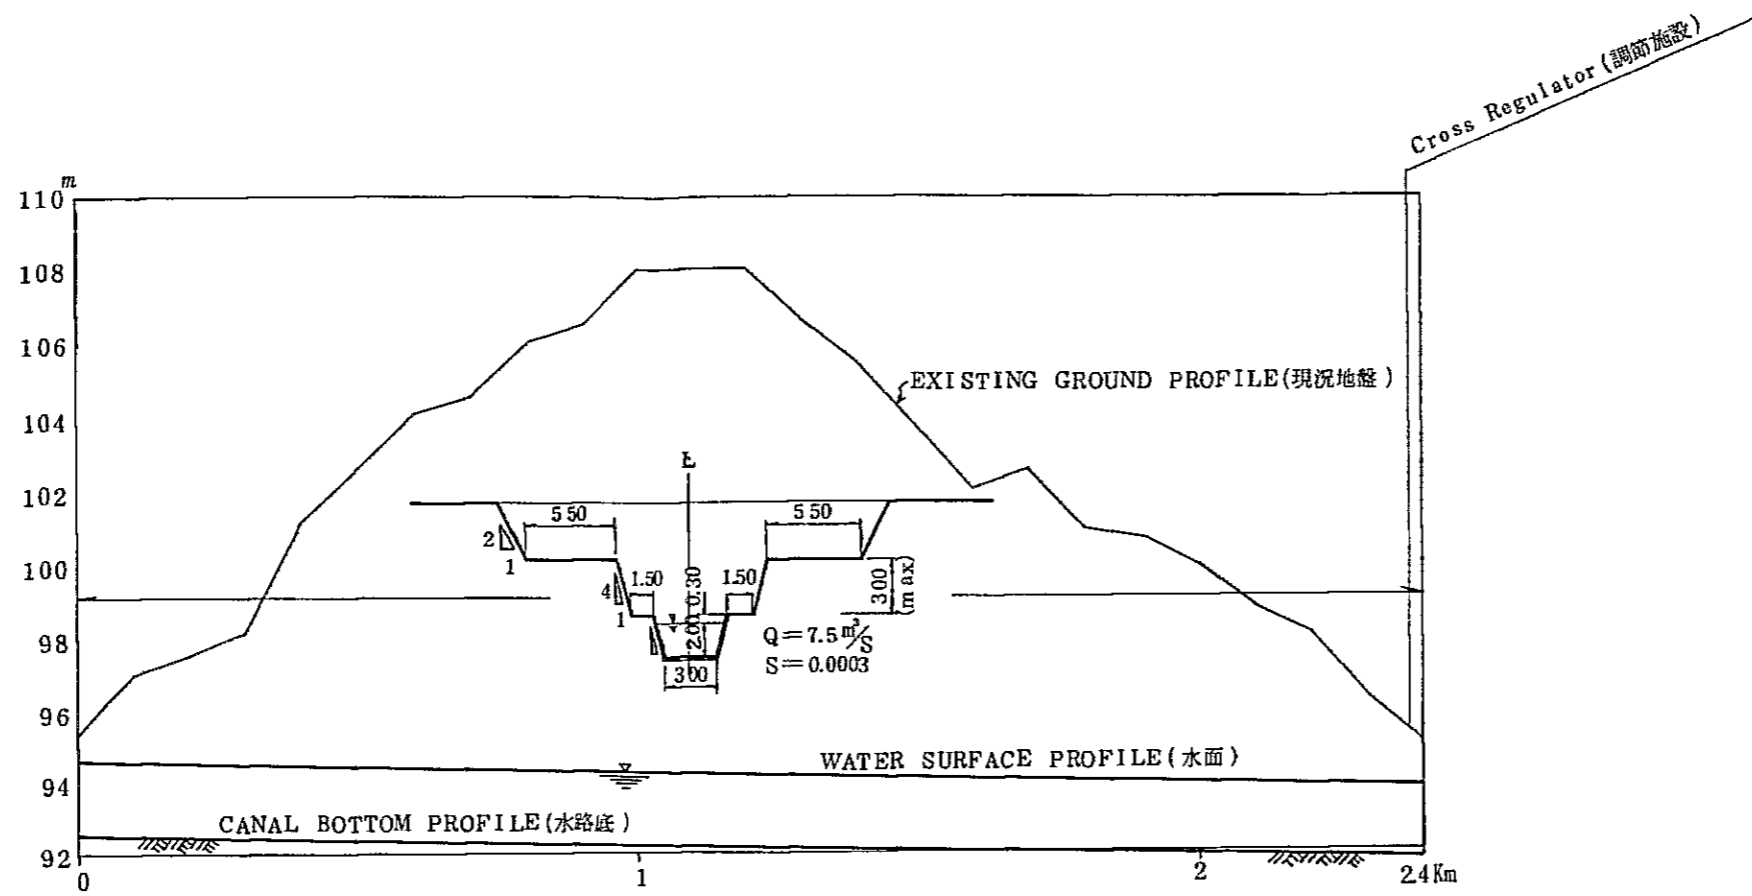 Cross Regulator (調節施設)
m
110
108
106
EXISTING GROUND PROFILE(現況地盤)
104
102
5 50
5 50
2
1
100
1.50
0.30
1.50
3 00
(max)
4
1
98
2.00
Q=7.5 m³/S
S=0.0003
3 00
96
WATER SURFACE PROFILE(水面)
94
CANAL BOTTOM PROFILE(水路底)
92
0
1
2
2.4 Km